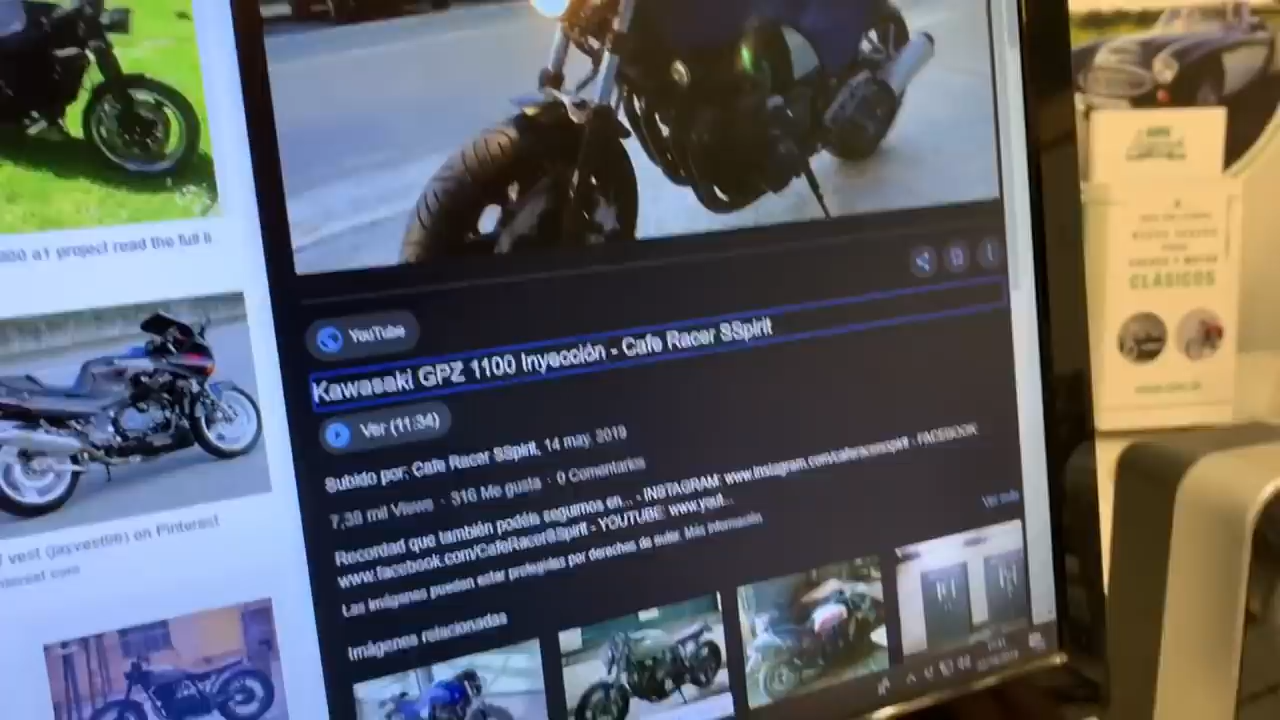 a1 project read the full li
vest (jayvestfire) on Pinterest
YouTube
Kawasaki GPZ 1100 Inyección - Cafe Racer SSpirit
Ver (11:34)
Subido por: Cafe Racer SSpirit, 14 may. 2019
7,38 mil Views · 316 Me gusta · 0 Comentarios
Recordad que también podéis seguirnos en... - INSTAGRAM: www.instagram.com/caferacersspirit - FACEBOOK:
www.facebook.com/CafeRacerSSpirit - YOUTUBE: www.yout...
Las imágenes pueden estar protegidas por derechos de autor. Más información
Ver más
Imágenes relacionadas
CLÁSICOS